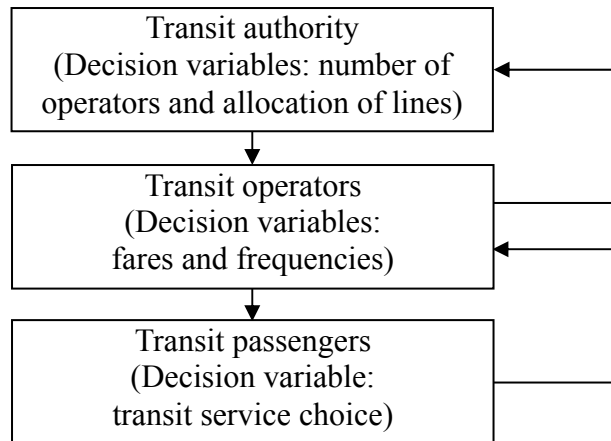 Transit authority
(Decision variables: number of
operators and allocation of lines)
Transit operators
(Decision variables:
fares and frequencies)
Transit passengers
(Decision variable:
transit service choice)